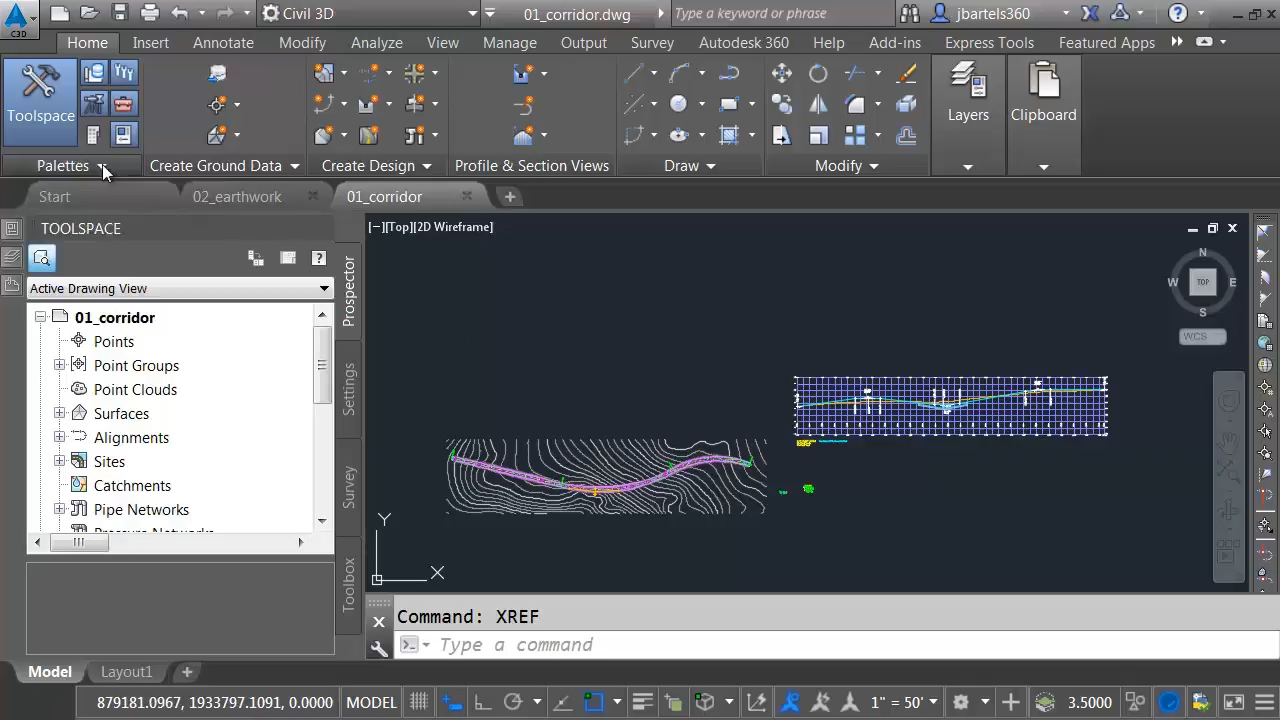 C3D
Civil 3D
01_corridor.dwg
Type a keyword or phrase
jbartels360
Home
Insert
Annotate
Modify
Analyze
View
Manage
Output
Survey
Autodesk 360
Help
Add-ins
Express Tools
Featured Apps
Toolspace
Layers
Clipboard
Palettes
Create Ground Data
Create Design
Profile & Section Views
Draw
Modify
Start
02_earthwork
01_corridor
TOOLSPACE
Active Drawing View
01_corridor
Points
Point Groups
Point Clouds
Surfaces
Alignments
Sites
Catchments
Pipe Networks
Pressure Networks
Prospector
Settings
Survey
Toolbox
[−][Top][2D Wireframe]
N
W
TOP
E
S
WCS
Y
X
Command: XREF
Type a command
Model
Layout1
879181.0967, 1933797.1091, 0.0000
MODEL
1" = 50'
3.5000